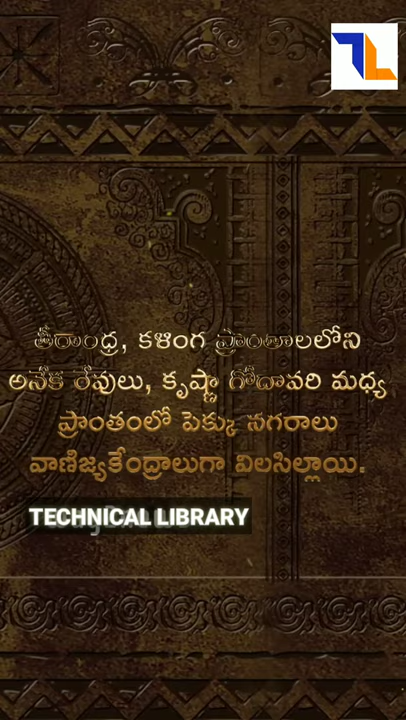 తీరాంధ్ర, కళింగ ప్రాంతాలలోని
అనేక రేవులు, కృష్ణా గోదావరి మధ్య
ప్రాంతంలో పెక్కు నగరాలు
వాణిజ్యకేంద్రాలుగా విలసిల్లాయి.
TECHNICAL LIBRARY